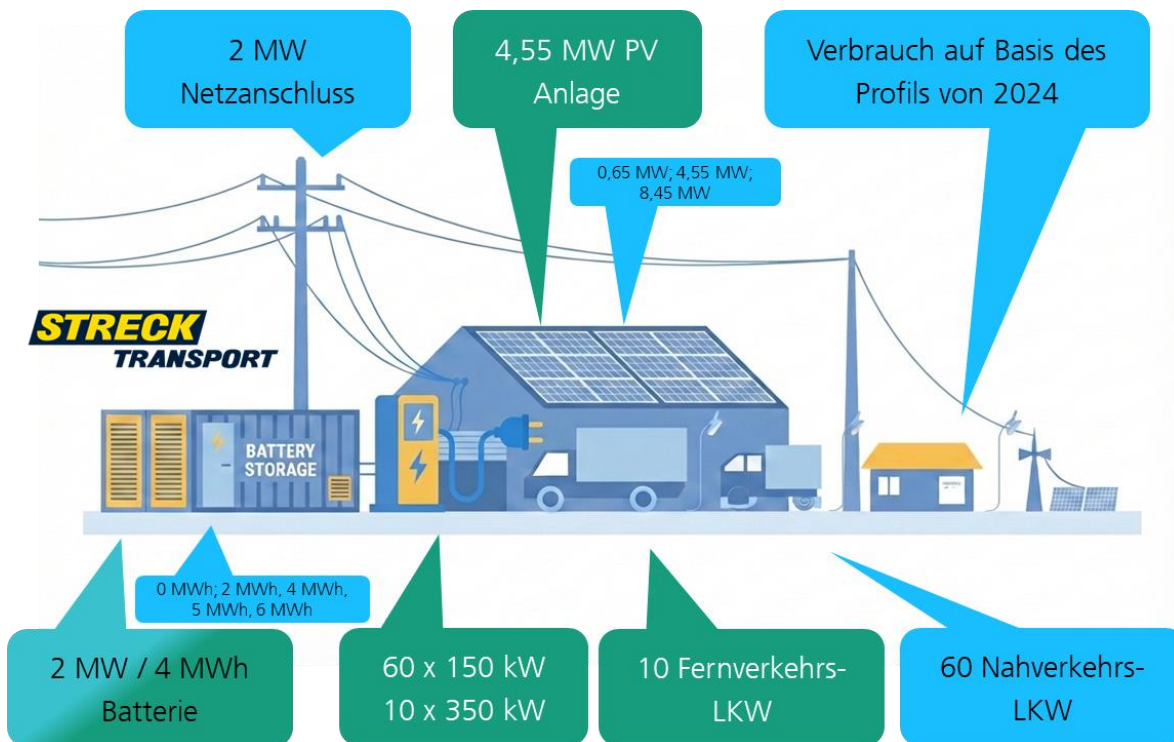 2 MW
Netzanschluss
4,55 MW PV
Anlage
Verbrauch auf Basis des
Profils von 2024
0,65 MW; 4,55 MW;
8,45 MW
STRECK
TRANSPORT
BATTERY
STORAGE
0 MWh; 2 MWh, 4 MWh,
5 MWh, 6 MWh
2 MW / 4 MWh
Batterie
60 x 150 kW
10 x 350 kW
10 Fernverkehrs-
LKW
60 Nahverkehrs-
LKW